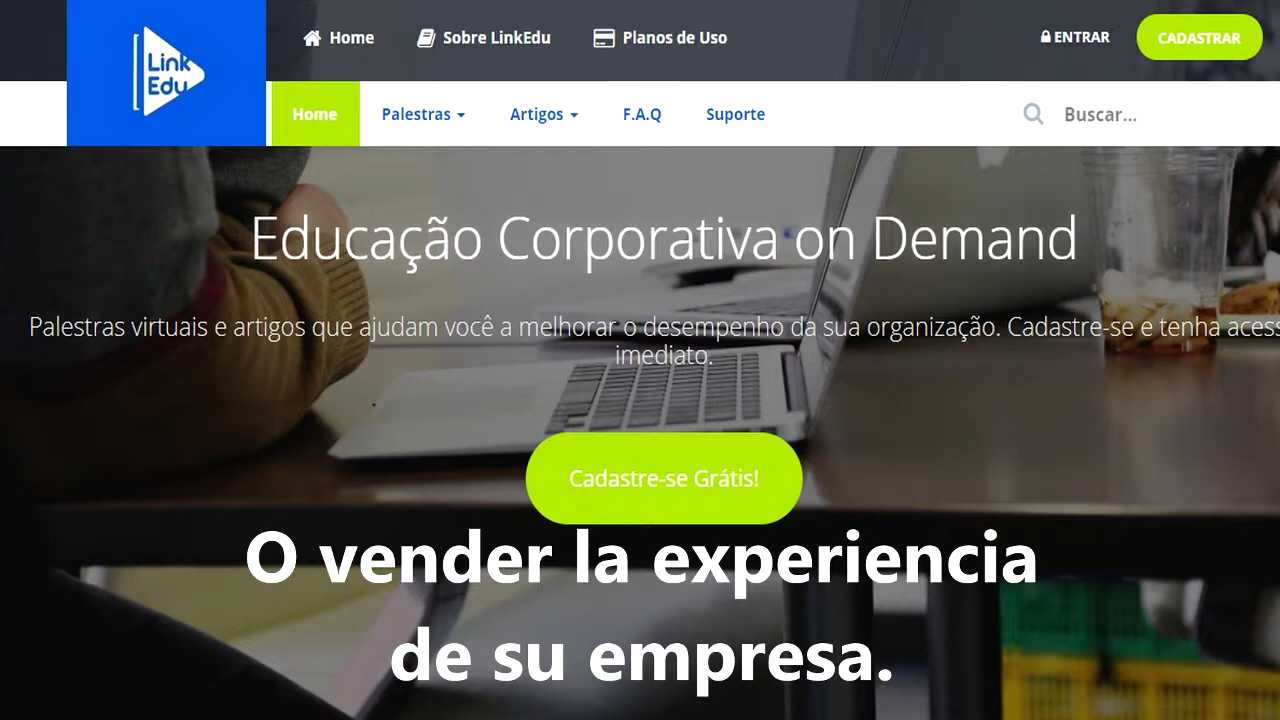 Link
Edu
Home
Sobre LinkEdu
Planos de Uso
ENTRAR
CADASTRAR
Home
Palestras
Artigos
F.A.Q
Suporte
Buscar...
Educação Corporativa on Demand
Palestras virtuais e artigos que ajudam você a melhorar o desempenho da sua organização. Cadastre-se e tenha acess
imediato.
Cadastre-se Grátis!
O vender la experiencia
de su empresa.